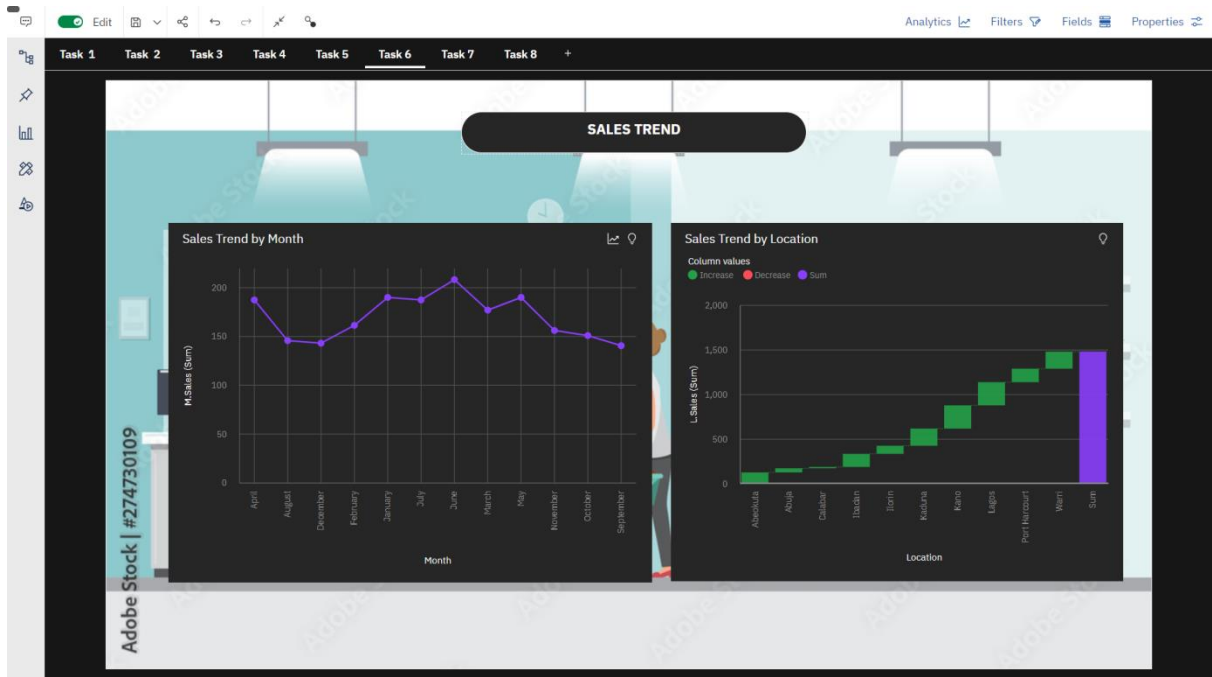 Edit
Analytics
Filters
Fields
Properties
Task 1
Task 2
Task 3
Task 4
Task 5
Task 6
Task 7
Task 8
+
SALES TREND
Sales Trend by Month
200
150
100
50
0
M.Sales (Sum)
April
August
December
February
January
July
June
March
May
November
October
September
Month
Sales Trend by Location
Column values
Increase
Decrease
Sum
2,000
1,500
1,000
500
0
L.Sales (Sum)
Abeokuta
Abuja
Calabar
Ibadan
Ilorin
Kaduna
Kano
Lagos
Port Harcourt
Warri
Sum
Location
Adobe Stock | #274730109
Adobe Stock